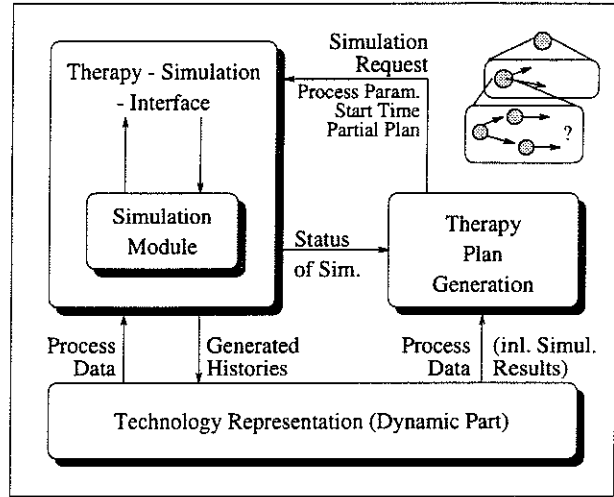 Therapy - Simulation
- Interface
Simulation
Module
Simulation
Request
Process Param.
Start Time
Partial Plan
?
Status
of Sim.
Therapy
Plan
Generation
Process
Data
Generated
Histories
Process
Data
(inl. Simul.
Results)
Technology Representation (Dynamic Part)